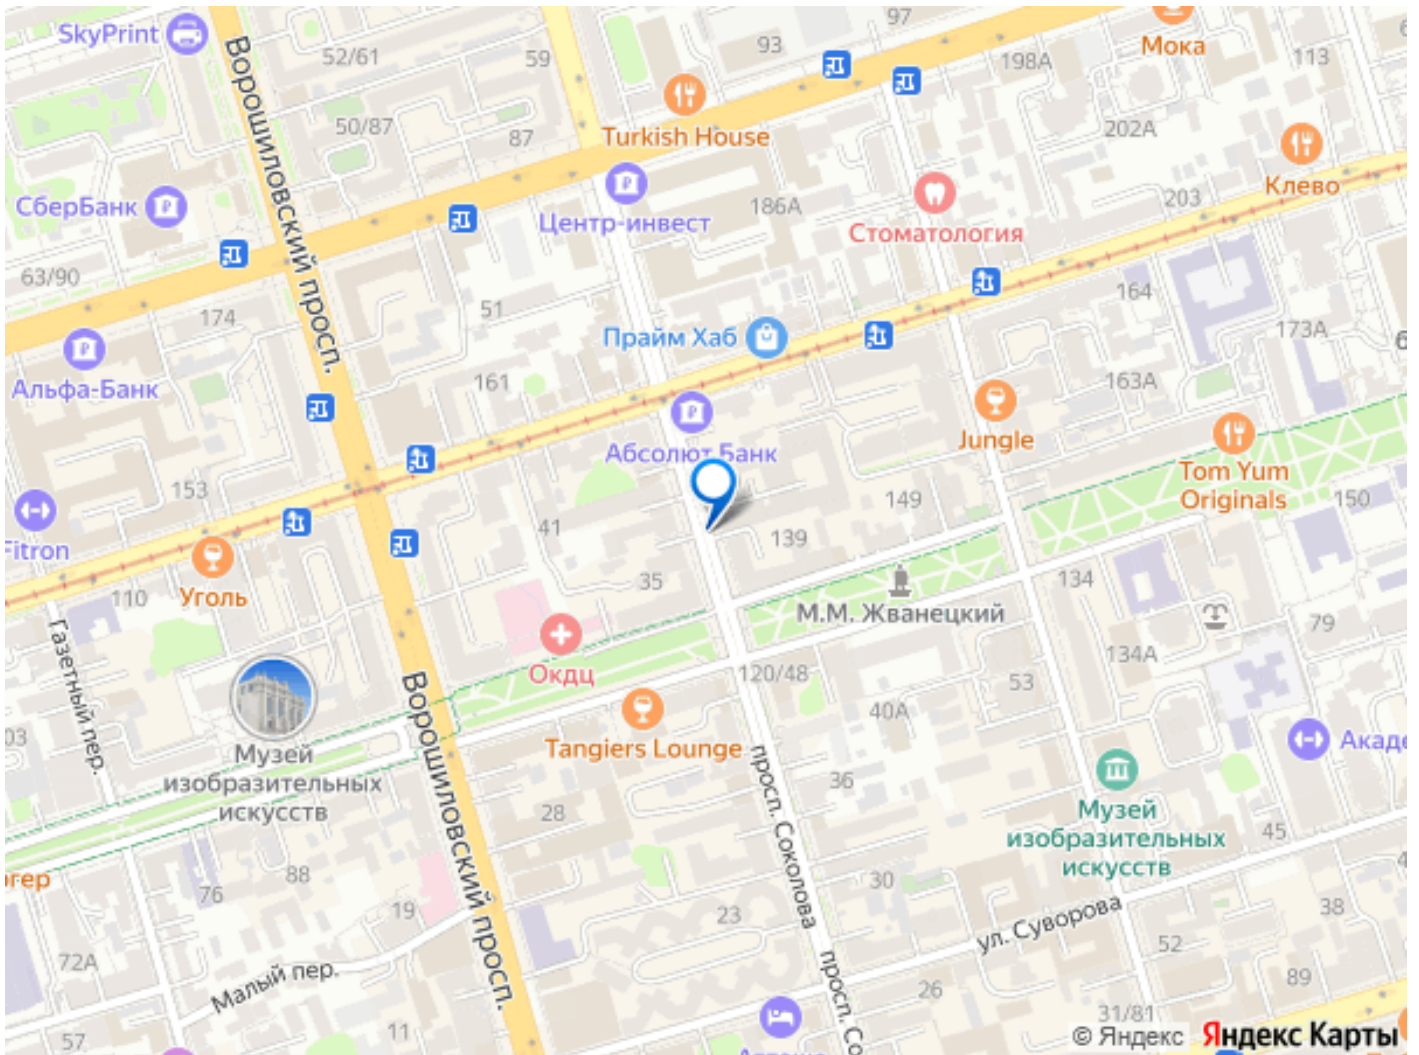 SkyPrint
52/61
59
93
97
198А
Мока
113
Ворошиловский просп.
50/87
87
Turkish House
202А
Клево
СберБанк
Центр-инвест
186А
Стоматология
203
63/90
174
51
Прайм Хаб
164
173А
Альфа-Банк
161
Абсолют Банк
163А
Jungle
Tom Yum
Originals
153
149
150
Fitron
41
139
Уголь
110
35
М.М. Жванецкий
134
79
Газетный пер.
Окдц
120/48
134А
53
40А
03
Музей
изобразительных
искусств
Ворошиловский просп.
Tangiers Lounge
просп. Соколова
36
28
Музей
изобразительных
искусств
45
88
76
19
30
23
38
ул. Суворова
52
72А
Малый пер.
26
89
31/81
57
11
© Яндекс
Яндекс Карты